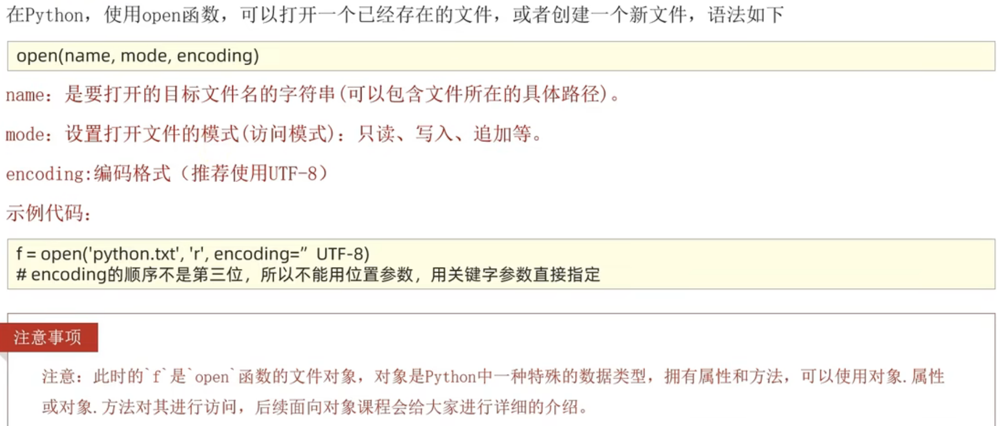 在Python，使用open函数，可以打开一个已经存在的文件，或者创建一个新文件，语法如下
open(name, mode, encoding)
name：是要打开的目标文件名的字符串(可以包含文件所在的具体路径)。
mode：设置打开文件的模式(访问模式)：只读、写入、追加等。
encoding:编码格式（推荐使用UTF-8）
示例代码：
f = open('python.txt', 'r', encoding=”UTF-8)
# encoding的顺序不是第三位，所以不能用位置参数，用关键字参数直接指定
注意事项
注意：此时的`f`是`open`函数的文件对象，对象是Python中一种特殊的数据类型，拥有属性和方法，可以使用对象.属性
或对象.方法对其进行访问，后续面向对象课程会给大家进行详细的介绍。